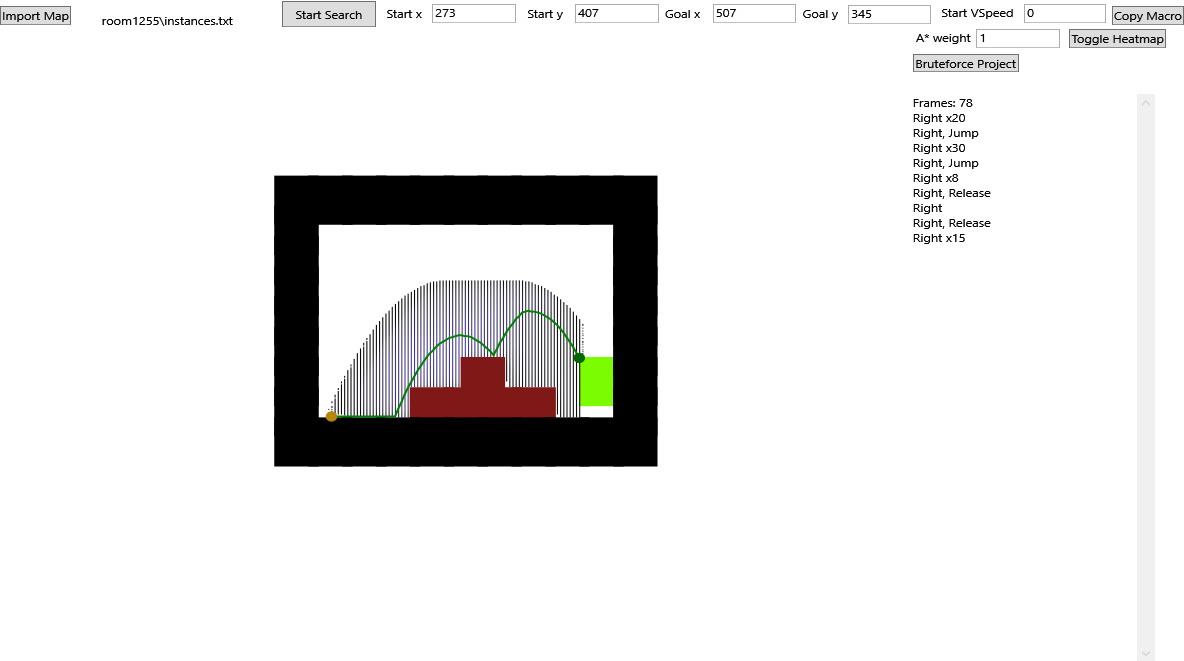 Import Map
room1255\instances.txt
Start Search
Start x 273
Start y 407
Goal x 507
Goal y 345
Start VSpeed 0
Copy Macro
A* weight 1
Toggle Heatmap
Bruteforce Project
Frames: 78
Right x20
Right, Jump
Right x30
Right, Jump
Right x8
Right, Release
Right
Right, Release
Right x15